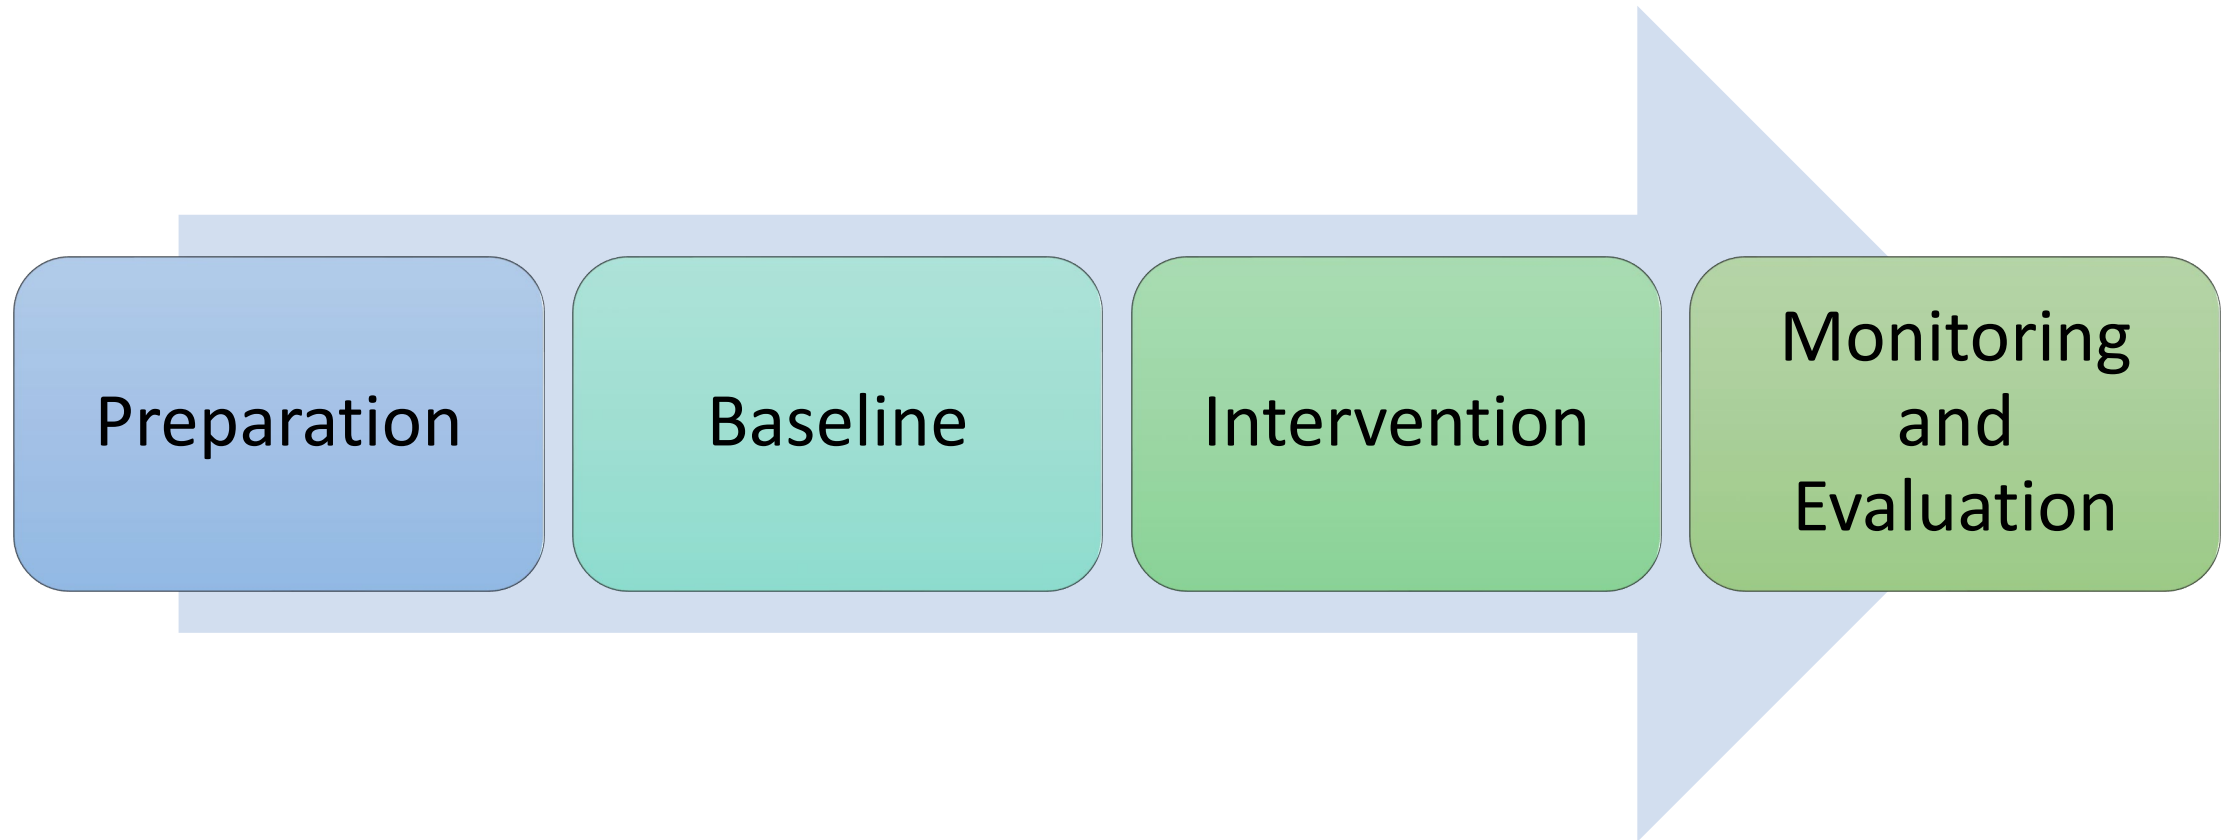 Preparation
Baseline
Intervention
Monitoring
and
Evaluation